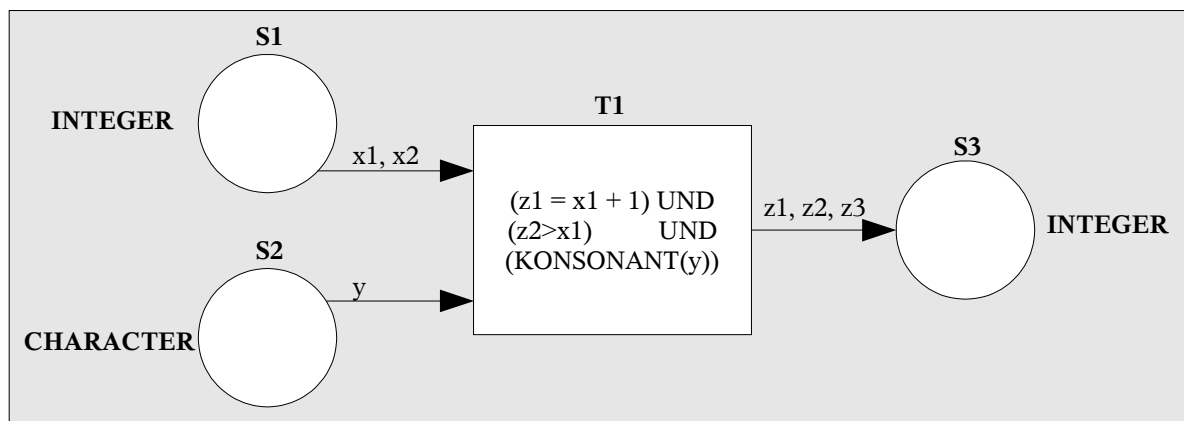 S1
INTEGER
x1, x2
S2
y
CHARACTER
T1
(z1 = x1 + 1) UND
(z2>x1) UND
(KONSONANT(y))
z1, z2, z3
S3
INTEGER